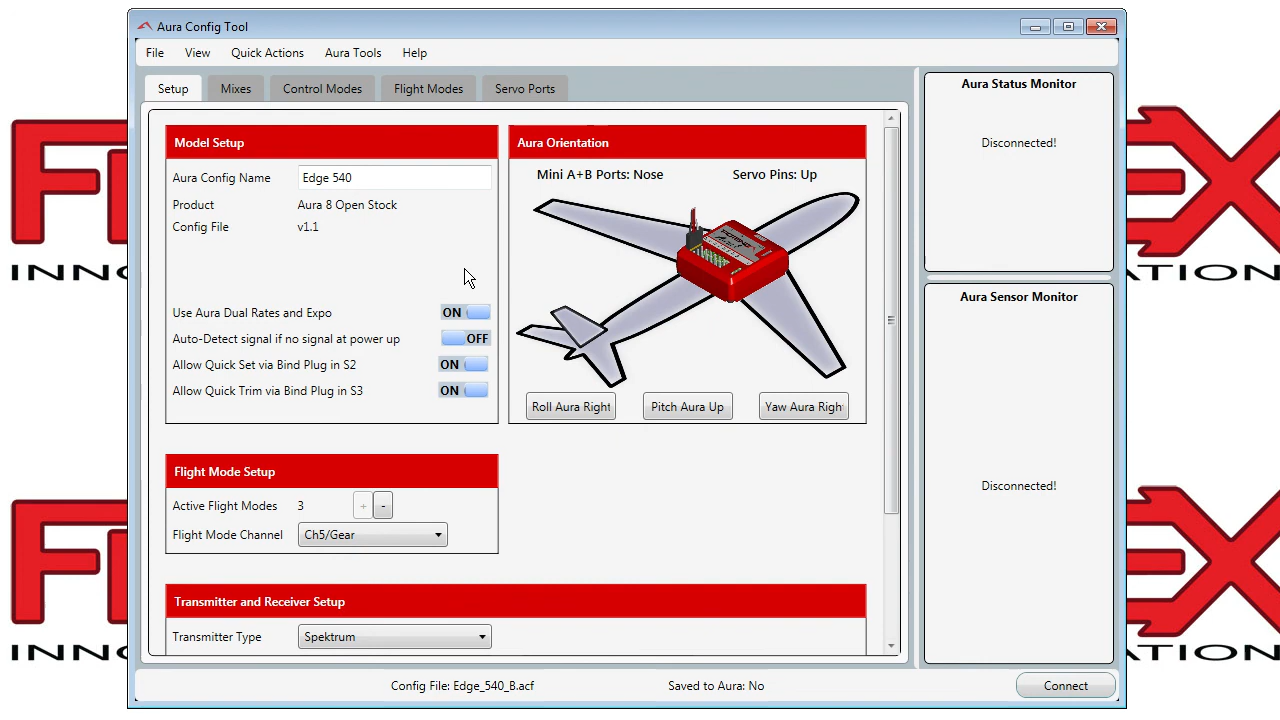 Aura Config Tool
File View Quick Actions Aura Tools Help
Setup Mixes Control Modes Flight Modes Servo Ports
Model Setup
Aura Config Name Edge 540
Product Aura 8 Open Stock
Config File v1.1
Use Aura Dual Rates and Expo ON
Auto-Detect signal if no signal at power up OFF
Allow Quick Set via Bind Plug in S2 ON
Allow Quick Trim via Bind Plug in S3 ON
Aura Orientation
Mini A+B Ports: Nose Servo Pins: Up
Roll Aura Right Pitch Aura Up Yaw Aura Righ
Flight Mode Setup
Active Flight Modes 3 + -
Flight Mode Channel Ch5/Gear
Transmitter and Receiver Setup
Transmitter Type Spektrum
Aura Status Monitor
Disconnected!
Aura Sensor Monitor
Disconnected!
Config File: Edge_540_B.acf Saved to Aura: No Connect